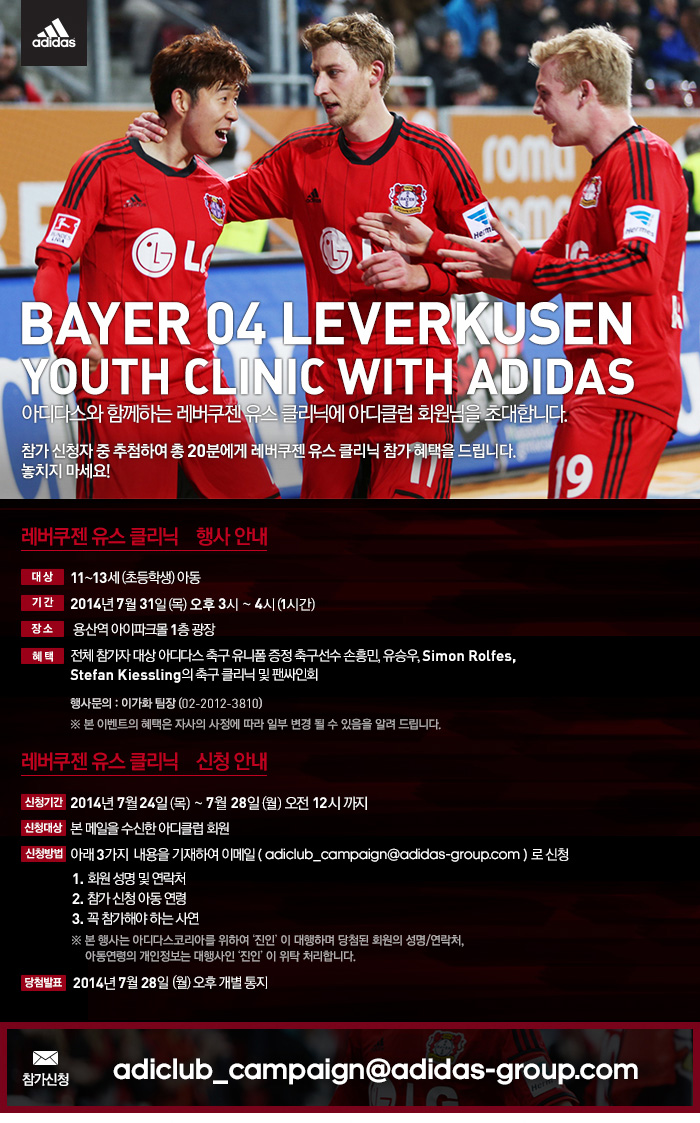 adidas
roma
roma
BAYER
LG
LG
LG
Hermes
Hermes
11
19
BAYER 04 LEVERKUSEN
YOUTH CLINIC WITH ADIDAS
아디다스와 함께하는 레버쿠젠 유스 클리닉에 아디클럽 회원님을 초대합니다.
참가 신청자 중 추첨하여 총 20분에게 레버쿠젠 유스 클리닉 참가 혜택을 드립니다.
놓치지 마세요!
레버쿠젠 유스 클리닉 행사 안내
대상 11~13세 (초등학생) 아동
기간 2014년 7월 31일 (목) 오후 3시 ~ 4시 (1시간)
장소 용산역 아이파크몰 1층 광장
혜택 전체 참가자 대상 아디다스 축구 유니폼 증정 축구선수 손흥민, 유승우, Simon Rolfes,
Stefan Kiessling의 축구 클리닉 및 팬싸인회
행사문의 : 이가화 팀장 (02-2012-3810)
※ 본 이벤트의 혜택은 자사의 사정에 따라 일부 변경 될 수 있음을 알려 드립니다.
레버쿠젠 유스 클리닉 신청 안내
신청기간 2014년 7월 24일 (목) ~ 7월 28일 (월) 오전 12시 까지
신청대상 본 메일을 수신한 아디클럽 회원
신청방법 아래 3가지 내용을 기재하여 이메일 ( adiclub_campaign@adidas-group.com ) 로 신청
1. 회원 성명 및 연락처
2. 참가 신청 아동 연령
3. 꼭 참가해야 하는 사연
※ 본 행사는 아디다스코리아를 위하여 ‘진인’ 이 대행하며 당첨된 회원의 성명/연락처,
아동연령의 개인정보는 대행사인 ‘진인’ 이 위탁 처리합니다.
당첨발표 2014년 7월 28일 (월) 오후 개별 통지
참가신청
adiclub_campaign@adidas-group.com